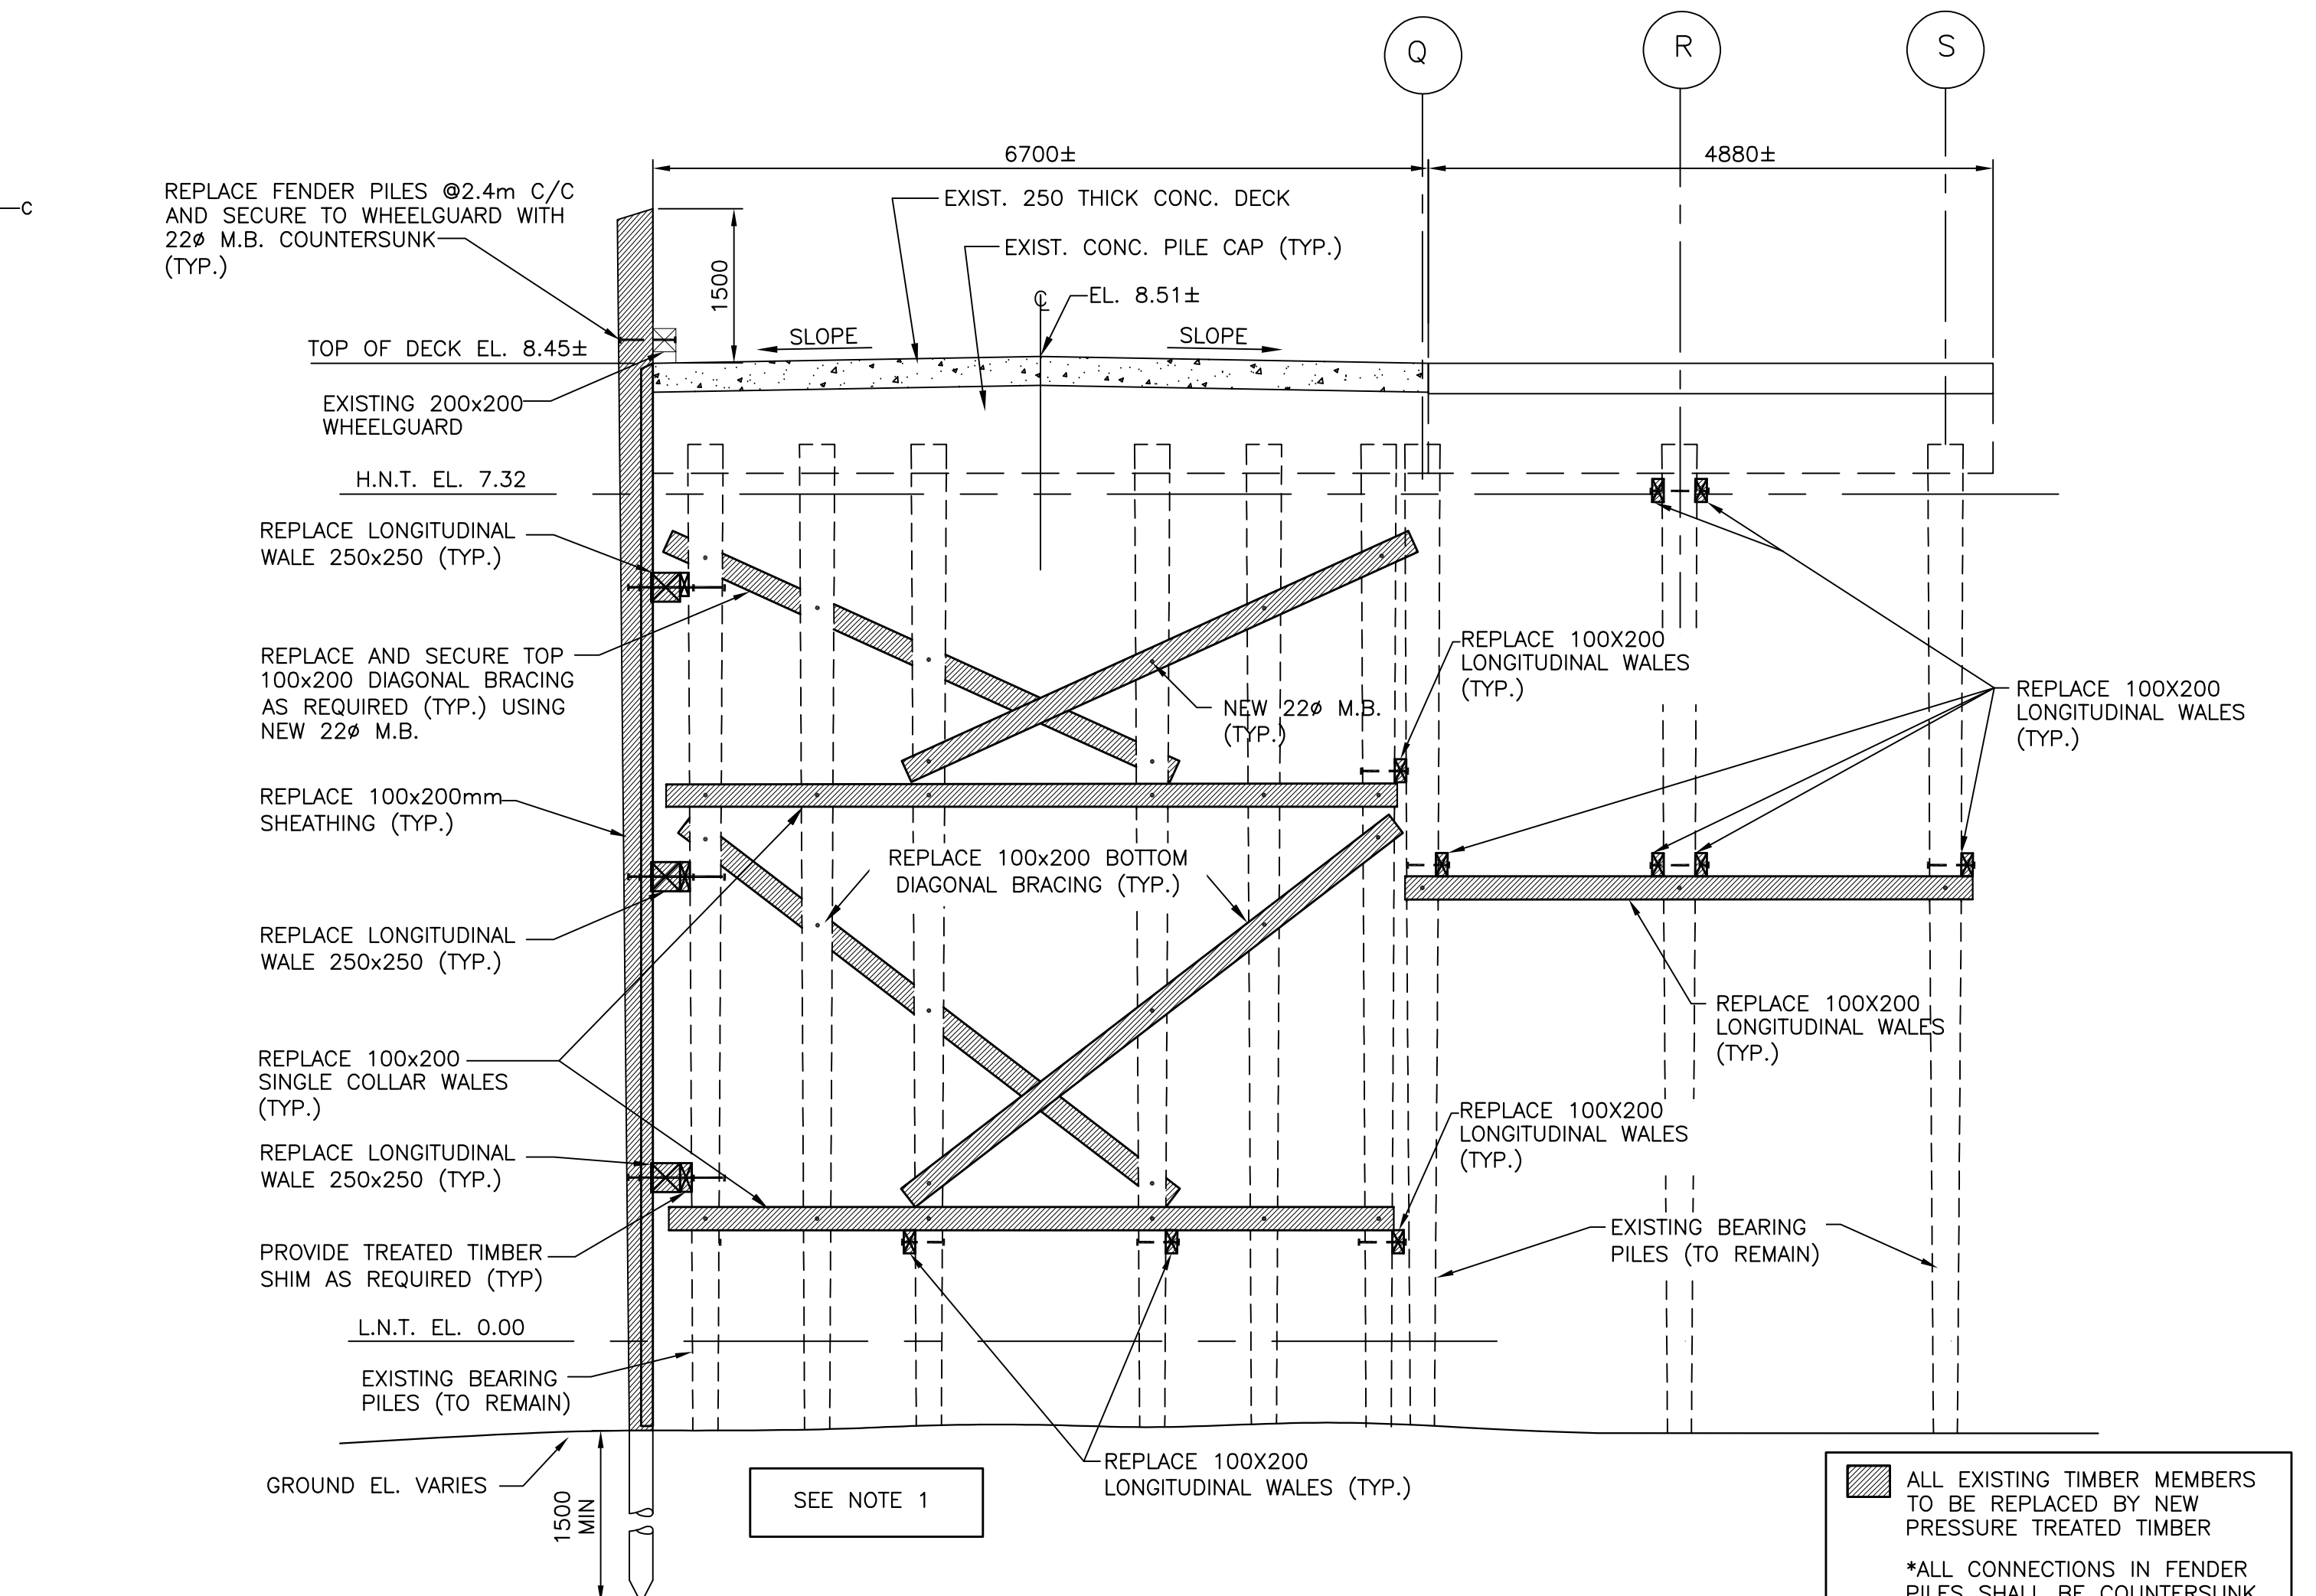 Q
R
S
6700±
4880±
C
REPLACE FENDER PILES @2.4m C/C
AND SECURE TO WHEELGUARD WITH
22ø M.B. COUNTERSUNK
(TYP.)
EXIST. 250 THICK CONC. DECK
EXIST. CONC. PILE CAP (TYP.)
1500
℄
EL. 8.51±
SLOPE
SLOPE
TOP OF DECK EL. 8.45±
EXISTING 200x200
WHEELGUARD
H.N.T. EL. 7.32
REPLACE LONGITUDINAL
WALE 250x250 (TYP.)
REPLACE AND SECURE TOP
100x200 DIAGONAL BRACING
AS REQUIRED (TYP.) USING
NEW 22ø M.B.
NEW 22ø M.B.
(TYP.)
REPLACE 100X200
LONGITUDINAL WALES
(TYP.)
REPLACE 100X200
LONGITUDINAL WALES
(TYP.)
REPLACE 100x200mm
SHEATHING (TYP.)
REPLACE 100x200 BOTTOM
DIAGONAL BRACING (TYP.)
REPLACE LONGITUDINAL
WALE 250x250 (TYP.)
REPLACE 100X200
LONGITUDINAL WALES
(TYP.)
REPLACE 100x200
SINGLE COLLAR WALES
(TYP.)
REPLACE 100X200
LONGITUDINAL WALES
(TYP.)
REPLACE LONGITUDINAL
WALE 250x250 (TYP.)
PROVIDE TREATED TIMBER
SHIM AS REQUIRED (TYP)
EXISTING BEARING
PILES (TO REMAIN)
L.N.T. EL. 0.00
EXISTING BEARING
PILES (TO REMAIN)
REPLACE 100X200
LONGITUDINAL WALES (TYP.)
GROUND EL. VARIES
1500
MIN
SEE NOTE 1
ALL EXISTING TIMBER MEMBERS
TO BE REPLACED BY NEW
PRESSURE TREATED TIMBER
*ALL CONNECTIONS IN FENDER
PILES SHALL BE COUNTERSUNK